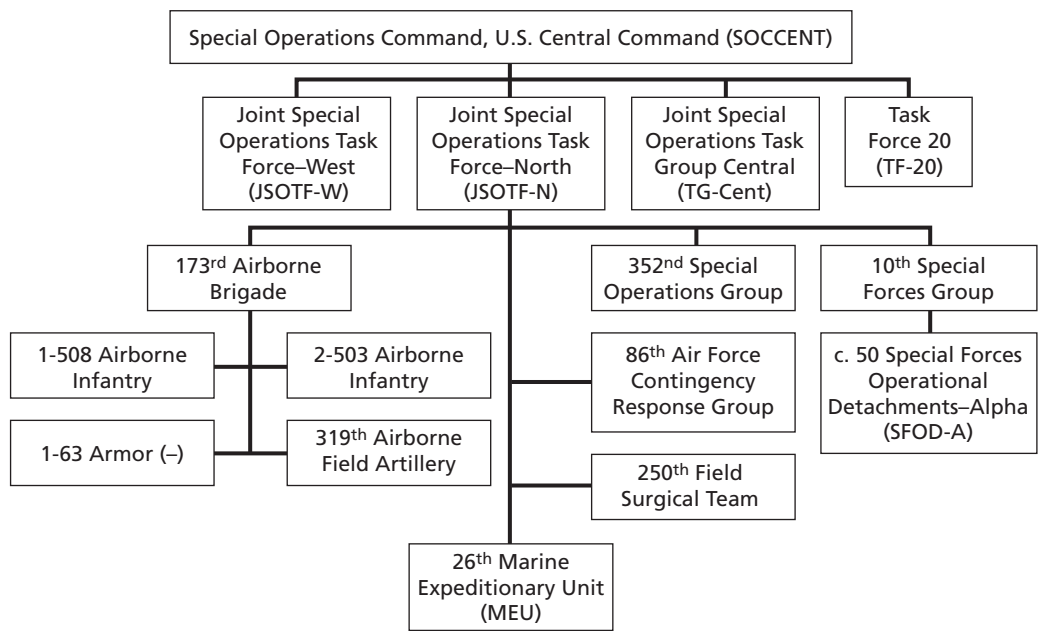 Special Operations Command, U.S. Central Command (SOCCENT)
Joint Special
Operations Task
Force–West
(JSOTF-W)
Joint Special
Operations Task
Force–North
(JSOTF-N)
Joint Special
Operations Task
Group Central
(TG-Cent)
Task
Force 20
(TF-20)
173rd Airborne
Brigade
352nd Special
Operations Group
10th Special
Forces Group
1-508 Airborne
Infantry
2-503 Airborne
Infantry
86th Air Force
Contingency
Response Group
c. 50 Special Forces
Operational
Detachments–Alpha
(SFOD-A)
1-63 Armor (–)
319th Airborne
Field Artillery
250th Field
Surgical Team
26th Marine
Expeditionary Unit
(MEU)